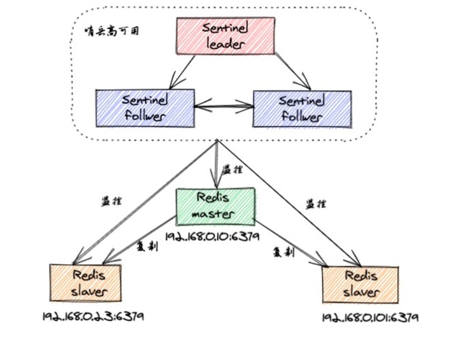 哨兵高可用
Sentinel
leader
Sentinel
follwer
Sentinel
follwer
监控
监控
监控
Redis
master
192.168.0.10:6379
复制
复制
Redis
slaver
Redis
slaver
192.168.0.23:6379
192.168.0.101:6379